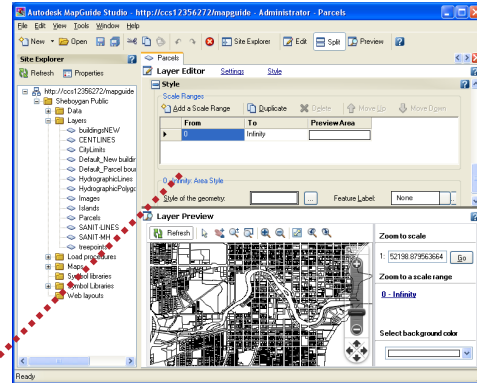 Autodesk MapGuide Studio - http://ccs12356272/mapguide - Administrator - Parcels
File Edit View Tools Window Help
New Open Site Explorer Edit Split Preview
Site Explorer
Refresh Properties
http://ccs12356272/mapguide
Sheboygan Public
Data
Layers
buildingsNEW
CENTLINES
CityLimits
Default_New buildin
Default_Parcel bour
HydrographicLines
HydrographicPolygo
Images
Islands
Parcels
SANIT-LINES
SANIT-MH
treepoints
Load procedures
Maps
Symbol libraries
Symbol Libraries
Web layouts
Parcels
Layer Editor Settings Style
Style
Scale Ranges
Add a Scale Range Duplicate Delete Move Up Move Down
From To Preview Area
0 Infinity
0 - Infinity: Area Style
Style of the geometry: ... Feature Label: None ...
Layer Preview
Refresh
Zoom to scale
1: 52198.879563664 Go
Zoom to a scale range
0 - Infinity
Select background color
Ready